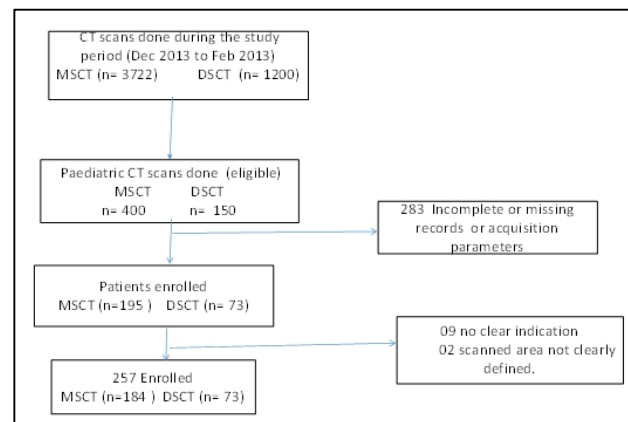 CT scans done during the study
period (Dec 2013 to Feb 2013)
MSCT (n= 3722) DSCT (n= 1200)
Paediatric CT scans done (eligible)
MSCT DSCT
n= 400 n= 150
283 Incomplete or missing
records or acquisition
parameters
Patients enrolled
MSCT (n=195 ) DSCT (n= 73)
09 no clear indication
02 scanned area not clearly
defined.
257 Enrolled
MSCT (n=184 ) DSCT (n= 73)